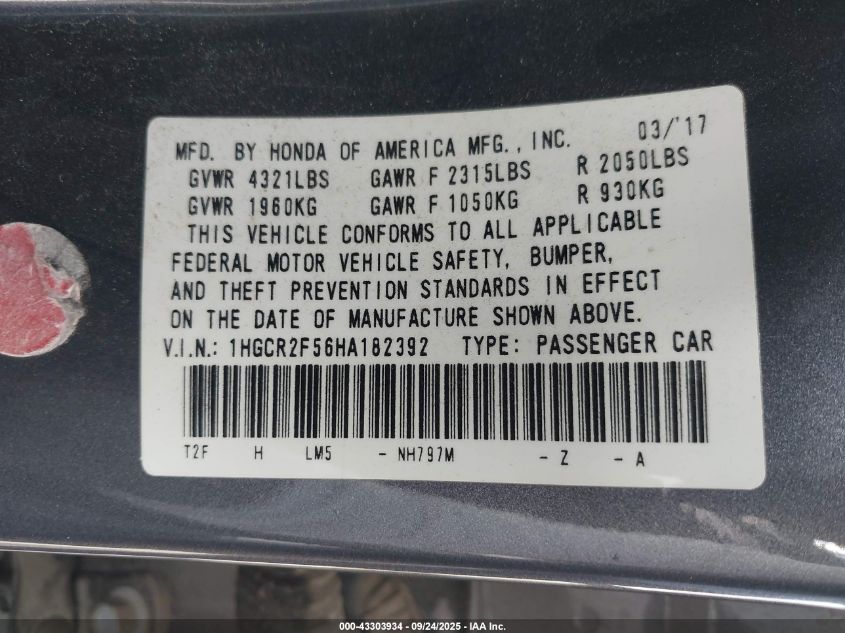 MFD. BY HONDA OF AMERICA MFG., INC. 03/'17
GVWR 4321LBS GAWR F 2315LBS R 2050LBS
GVWR 1960KG GAWR F 1050KG R 930KG
THIS VEHICLE CONFORMS TO ALL APPLICABLE
FEDERAL MOTOR VEHICLE SAFETY, BUMPER,
AND THEFT PREVENTION STANDARDS IN EFFECT
ON THE DATE OF MANUFACTURE SHOWN ABOVE.
V.I.N.: 1HGCR2F56HA182392 TYPE: PASSENGER CAR
T2F H LM5 - NH797M - Z - A
000-43303934 - 09/24/2025 - IAA Inc.